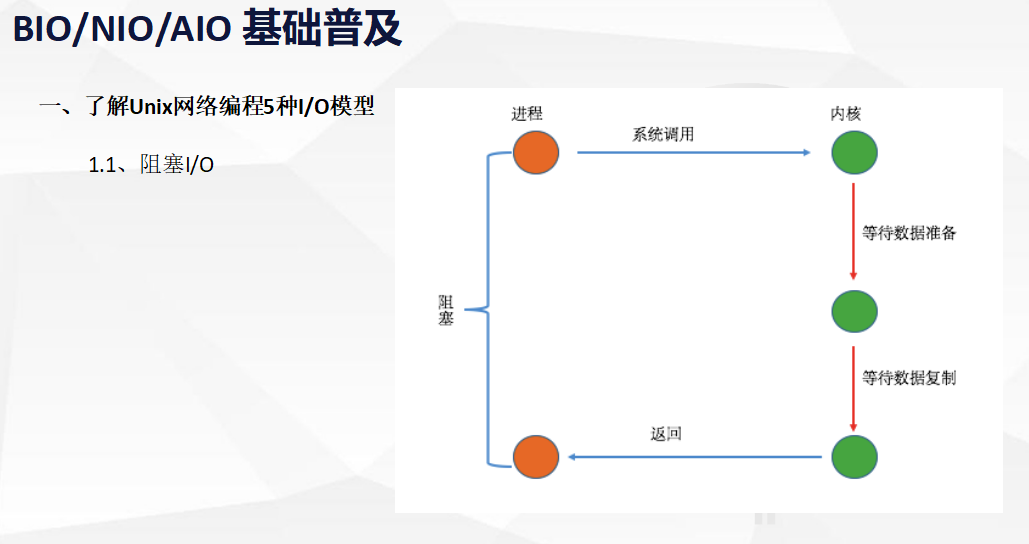 BIO/NIO/AIO 基础普及
一、了解Unix网络编程5种I/O模型
1.1、阻塞I/O
进程
内核
系统调用
等待数据准备
阻塞
等待数据复制
返回